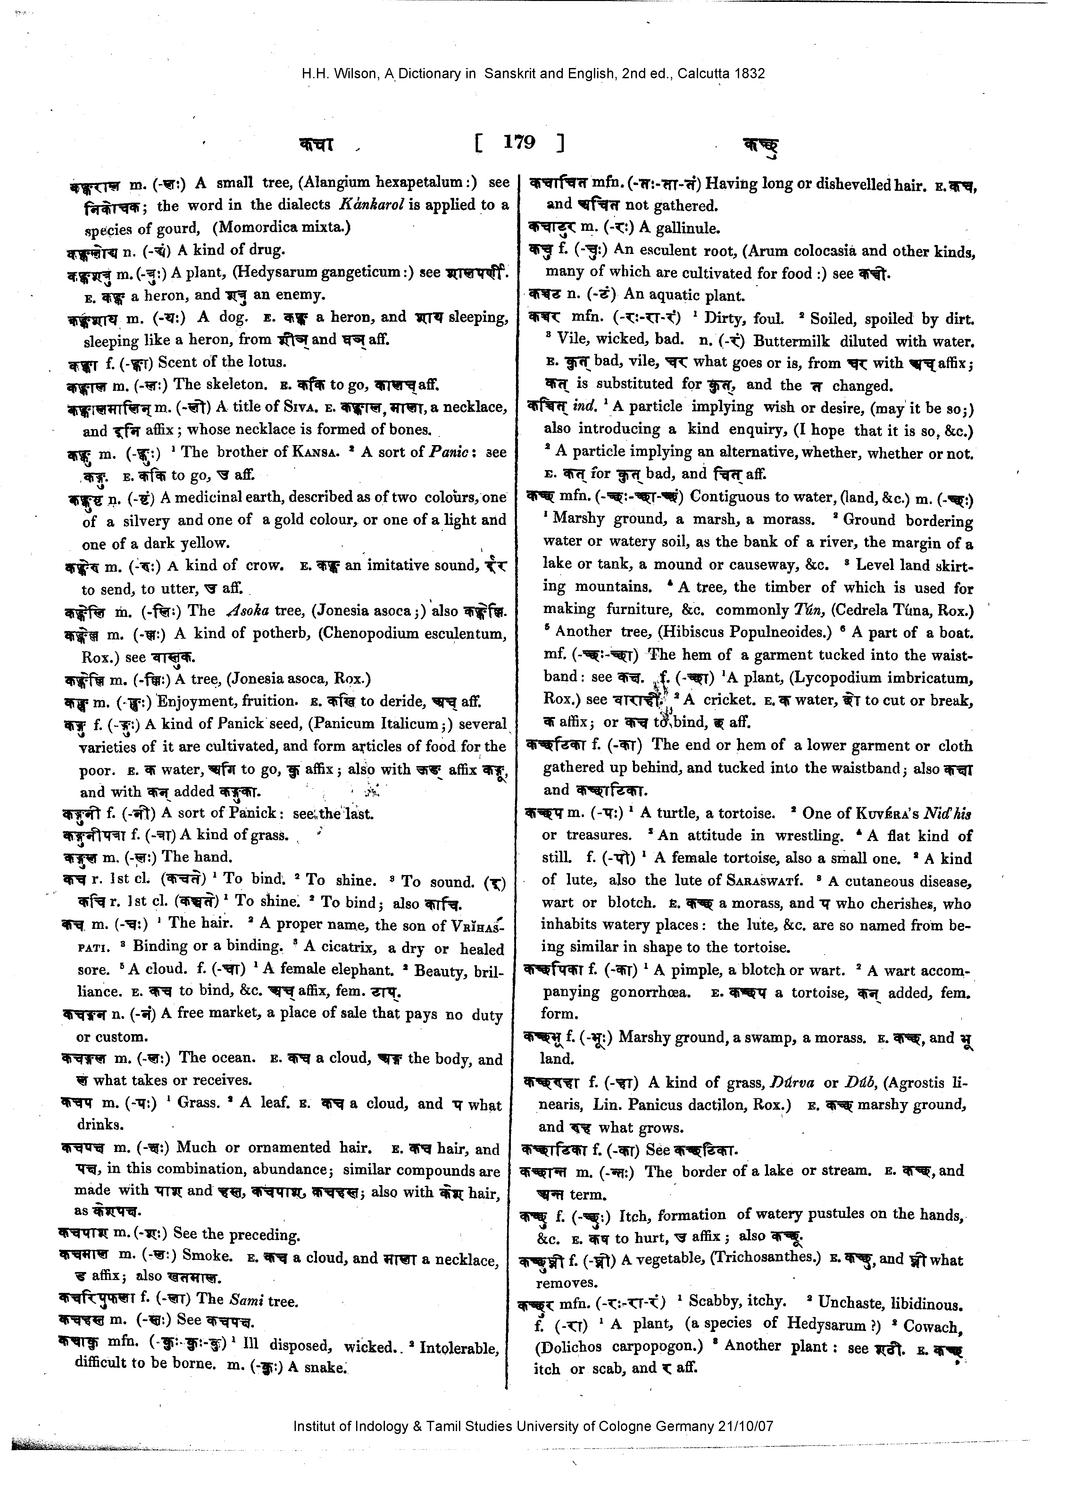 H.H. Wilson, A Dictionary in Sanskrit and English, 2nd ed., Calcutta 1832
कचा [ 179 ] कच्छु
कङ्कराल m. (-लः) A small tree, (Alangium hexapetalum:) see
निकोचक; the word in the dialects Kánkarol is applied to a
species of gourd, (Momordica mixta.)
कङ्कलोद्य n. (-द्यं) A kind of drug.
कङ्कशत्रु m. (-त्रुः) A plant, (Hedysarum gangeticum:) see शालपर्णी.
E. कङ्क a heron, and शत्रु an enemy.
कङ्कशाय m. (-यः) A dog. E. कङ्क a heron, and शाय sleeping,
sleeping like a heron, from शीञ् and घञ् aff.
कङ्का f. (-ङ्का) Scent of the lotus.
कङ्काल m. (-लः) The skeleton. E. ककि to go, कालच् aff.
कङ्कालमालिन् m. (-ली) A title of SIVA. E. कङ्काल, माला, a necklace,
and इनि affix; whose necklace is formed of bones.
कङ्कु m. (-ङ्कुः) ¹ The brother of KANSA. ² A sort of Panic: see
कङ्गु. E. ककि to go, उ aff.
कङ्कुष्ठ n. (-ष्ठं) A medicinal earth, described as of two colours, one
of a silvery and one of a gold colour, or one of a light and
one of a dark yellow.
कङ्केरु m. (-रुः) A kind of crow. E. कङ्क an imitative sound, ईर
to send, to utter, उ aff.
कङ्केलि m. (-लिः) The Asoka tree, (Jonesia asoca;) also कङ्केल्लि.
कङ्केल्ल m. (-ल्लः) A kind of potherb, (Chenopodium esculentum,
Rox.) see वास्तुक.
कङ्केल्लि m. (-ल्लिः) A tree, (Jonesia asoca, Rox.)
कङ्ख m. (-ङ्खः) Enjoyment, fruition. E. कखि to deride, अच् aff.
कङ्गु f. (-ङ्गुः) A kind of Panick seed, (Panicum Italicum;) several
varieties of it are cultivated, and form articles of food for the
poor. E. क water, अगि to go, कु affix; also with ऊङ् affix कङ्गू,
and with कन् added कङ्गुका.
कङ्गुनी f. (-नी) A sort of Panick: see the last.
कङ्गुनीपत्रा f. (-त्रा) A kind of grass.
कङ्गुल m. (-लः) The hand.
कच r. 1st cl. (कचते) ¹ To bind. ² To shine. ³ To sound. (इ)
कचि r. 1st cl. (कञ्चते) ¹ To shine. ² To bind; also काचि.
कच m. (-चः) ¹ The hair. ² A proper name, the son of VRĬHAS-
PATI. ³ Binding or a binding. ³ A cicatrix, a dry or healed
sore. ⁵ A cloud. f. (-चा) ¹ A female elephant. ² Beauty, bril-
liance. E. कच to bind, &c. अच् affix, fem. टाप्.
कचङ्गन n. (-नं) A free market, a place of sale that pays no duty
or custom.
कचङ्गल m. (-लः) The ocean. E. कच a cloud, अङ्ग the body, and
ल what takes or receives.
कचप m. (-पः) ¹ Grass. ² A leaf. E. कच a cloud, and प what
drinks.
कचपक्ष m. (-क्षः) Much or ornamented hair. E. कच hair, and
पक्ष, in this combination, abundance; similar compounds are
made with पाश and हस्त, कचपाश, कचहस्त; also with केश hair,
as केशपक्ष.
कचपाश m. (-शः) See the preceding.
कचमाल m. (-लः) Smoke. E. कच a cloud, and माला a necklace,
ड affix; also खतमाल.
कचरिपुफला f. (-ला) The Sami tree.
कचहस्त m. (-स्तः) See कचपक्ष.
कचाकु mfn. (-कुः-कुः-कु) ¹ Ill disposed, wicked. ² Intolerable,
difficult to be borne. m. (-कुः) A snake.
कचाचित mfn. (-तः-ता-तं) Having long or dishevelled hair. E. कच,
and अचित not gathered.
कचाटुर m. (-रः) A gallinule.
कचु f. (-चुः) An esculent root, (Arum colocasia and other kinds,
many of which are cultivated for food:) see कच्वी.
कचट n. (-टं) An aquatic plant.
कच्चर mfn. (-रः-रा-रं) ¹ Dirty, foul. ² Soiled, spoiled by dirt.
³ Vile, wicked, bad. n. (-रं) Buttermilk diluted with water.
E. कुत् bad, vile, चर what goes or is, from चर with अच् affix;
कत् is substituted for कुत्, and the त changed.
कच्चित् ind. ¹ A particle implying wish or desire, (may it be so;)
also introducing a kind enquiry, (I hope that it is so, &c.)
² A particle implying an alternative, whether, whether or not.
E. कत् for कुत् bad, and चित् aff.
कच्छ mfn. (-च्छः-च्छा-च्छं) Contiguous to water, (land, &c.) m. (-च्छः)
¹ Marshy ground, a marsh, a morass. ² Ground bordering
water or watery soil, as the bank of a river, the margin of a
lake or tank, a mound or causeway, &c. ³ Level land skirt-
ing mountains. ⁴ A tree, the timber of which is used for
making furniture, &c. commonly Tún, (Cedrela Túna, Rox.)
⁵ Another tree, (Hibiscus Populneoides.) ⁶ A part of a boat.
mf. (-च्छः-च्छा) The hem of a garment tucked into the waist-
band: see कच. f. (-च्छा) ¹ A plant, (Lycopodium imbricatum,
Rox.) see वाराही. ² A cricket. E. क water, छो to cut or break,
क affix; or कच to bind, छ aff.
कच्छटिका f. (-का) The end or hem of a lower garment or cloth
gathered up behind, and tucked into the waistband; also कच्चा
and कच्छाटिका.
कच्छप m. (-पः) ¹ A turtle, a tortoise. ² One of KUVÉRA's Nid'his
or treasures. ³ An attitude in wrestling. ⁴ A flat kind of
still. f. (-पी) ¹ A female tortoise, also a small one. ² A kind
of lute, also the lute of SARASWATÍ. ³ A cutaneous disease,
wart or blotch. E. कच्छ a morass, and प who cherishes, who
inhabits watery places: the lute, &c. are so named from be-
ing similar in shape to the tortoise.
कच्छपिका f. (-का) ¹ A pimple, a blotch or wart. ² A wart accom-
panying gonorrhœa. E. कच्छप a tortoise, कन् added, fem.
form.
कच्छभू f. (-भूः) Marshy ground, a swamp, a morass. E. कच्छ, and भू
land.
कच्छरुहा f. (-हा) A kind of grass, Dúrva or Dúb, (Agrostis li-
nearis, Lin. Panicus dactilon, Rox.) E. कच्छ marshy ground,
and रुह what grows.
कच्छाटिका f. (-का) See कच्छटिका.
कच्छान्त m. (-न्तः) The border of a lake or stream. E. कच्छ, and
अन्त term.
कच्छु f. (-च्छुः) Itch, formation of watery pustules on the hands,
&c. E. कष to hurt, उ affix; also कच्छू.
कच्छुघ्नी f. (-घ्नी) A vegetable, (Trichosanthes.) E. कच्छु, and घ्नी what
removes.
कच्छुर mfn. (-रः-रा-रं) ¹ Scabby, itchy. ² Unchaste, libidinous.
f. (-रा) ¹ A plant, (a species of Hedysarum?) ² Cowach,
(Dolichos carpopogon.) ³ Another plant: see शठी. E. कच्छु
itch or scab, and र aff.
Institut of Indology & Tamil Studies University of Cologne Germany 21/10/07